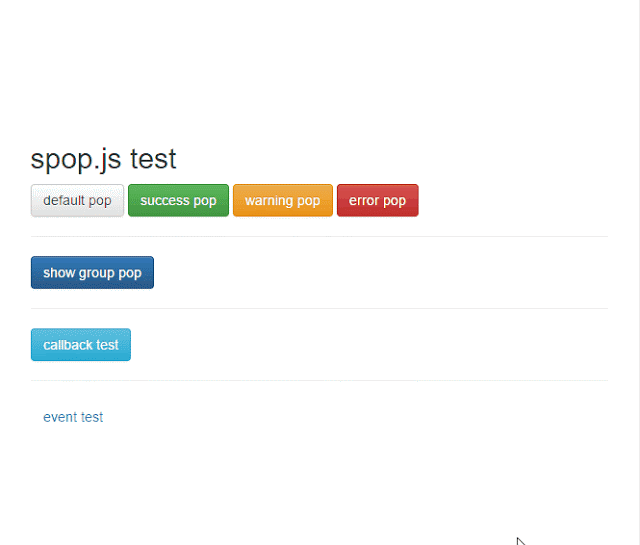 spop.js test
default pop success pop warning pop error pop
show group pop
callback test
event test